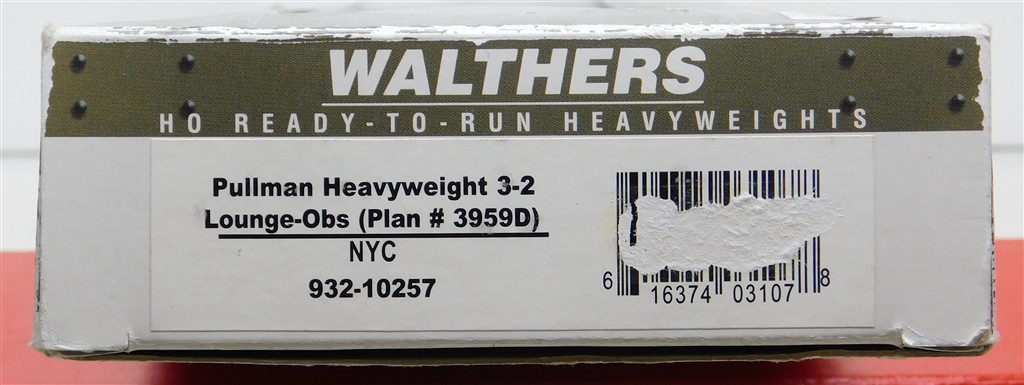 WALTHERS
HO READY-TO-RUN HEAVYWEIGHTS
Pullman Heavyweight 3-2
Lounge-Obs (Plan # 3959D)
NYC
932-10257
6 16374 03107 8